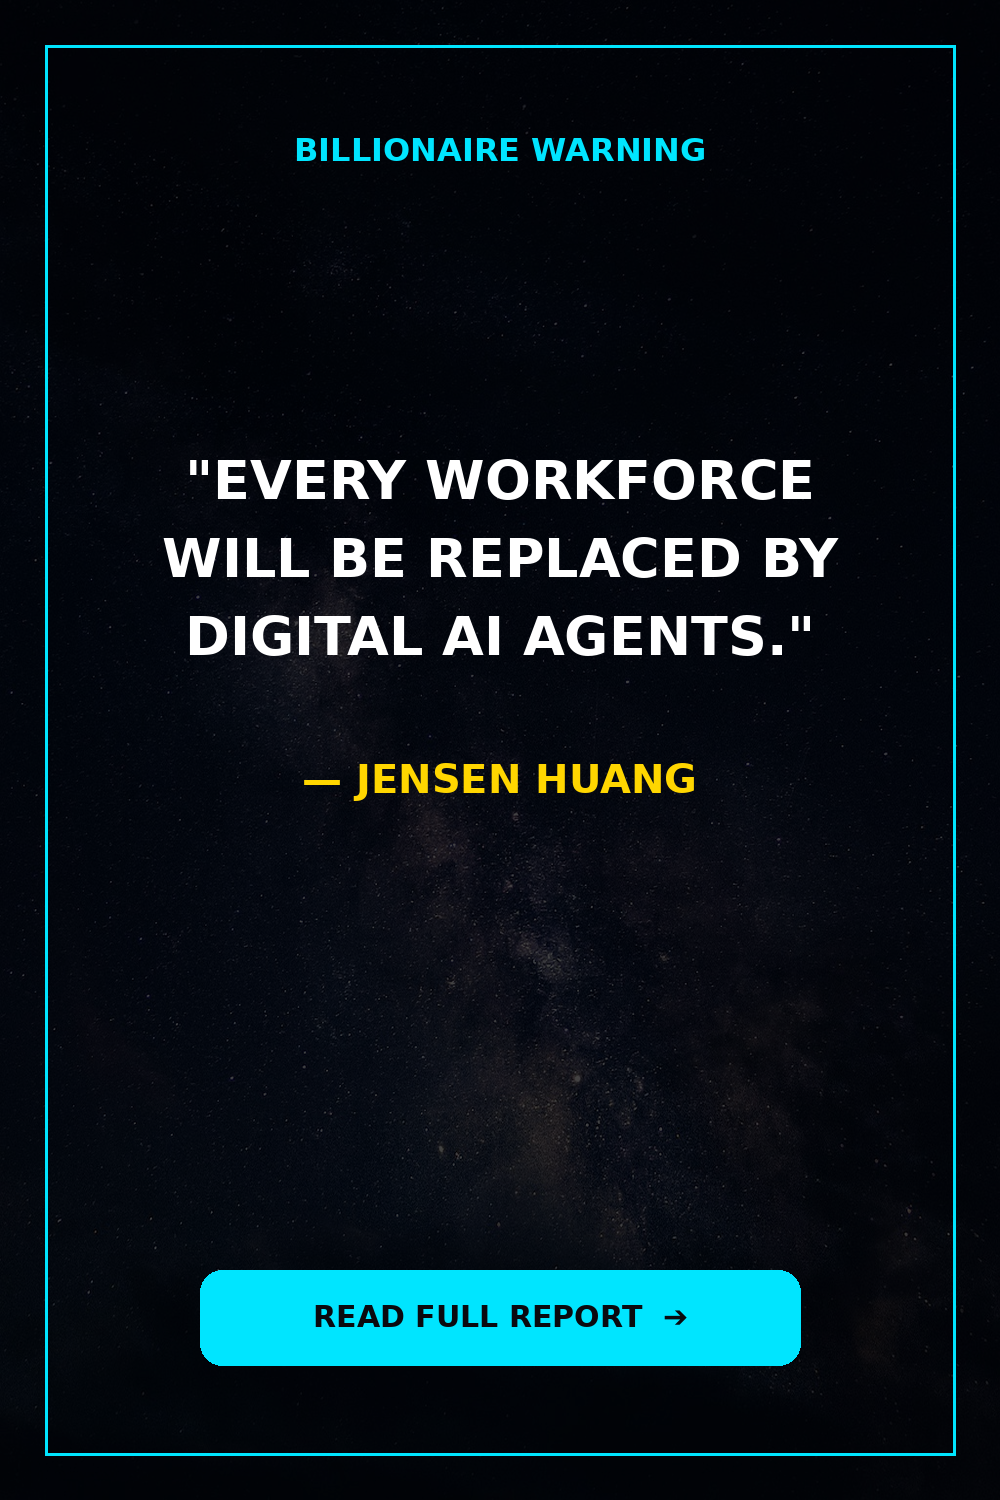 BILLIONAIRE WARNING
"EVERY WORKFORCE
WILL BE REPLACED BY
DIGITAL AI AGENTS."
— JENSEN HUANG
READ FULL REPORT ➔